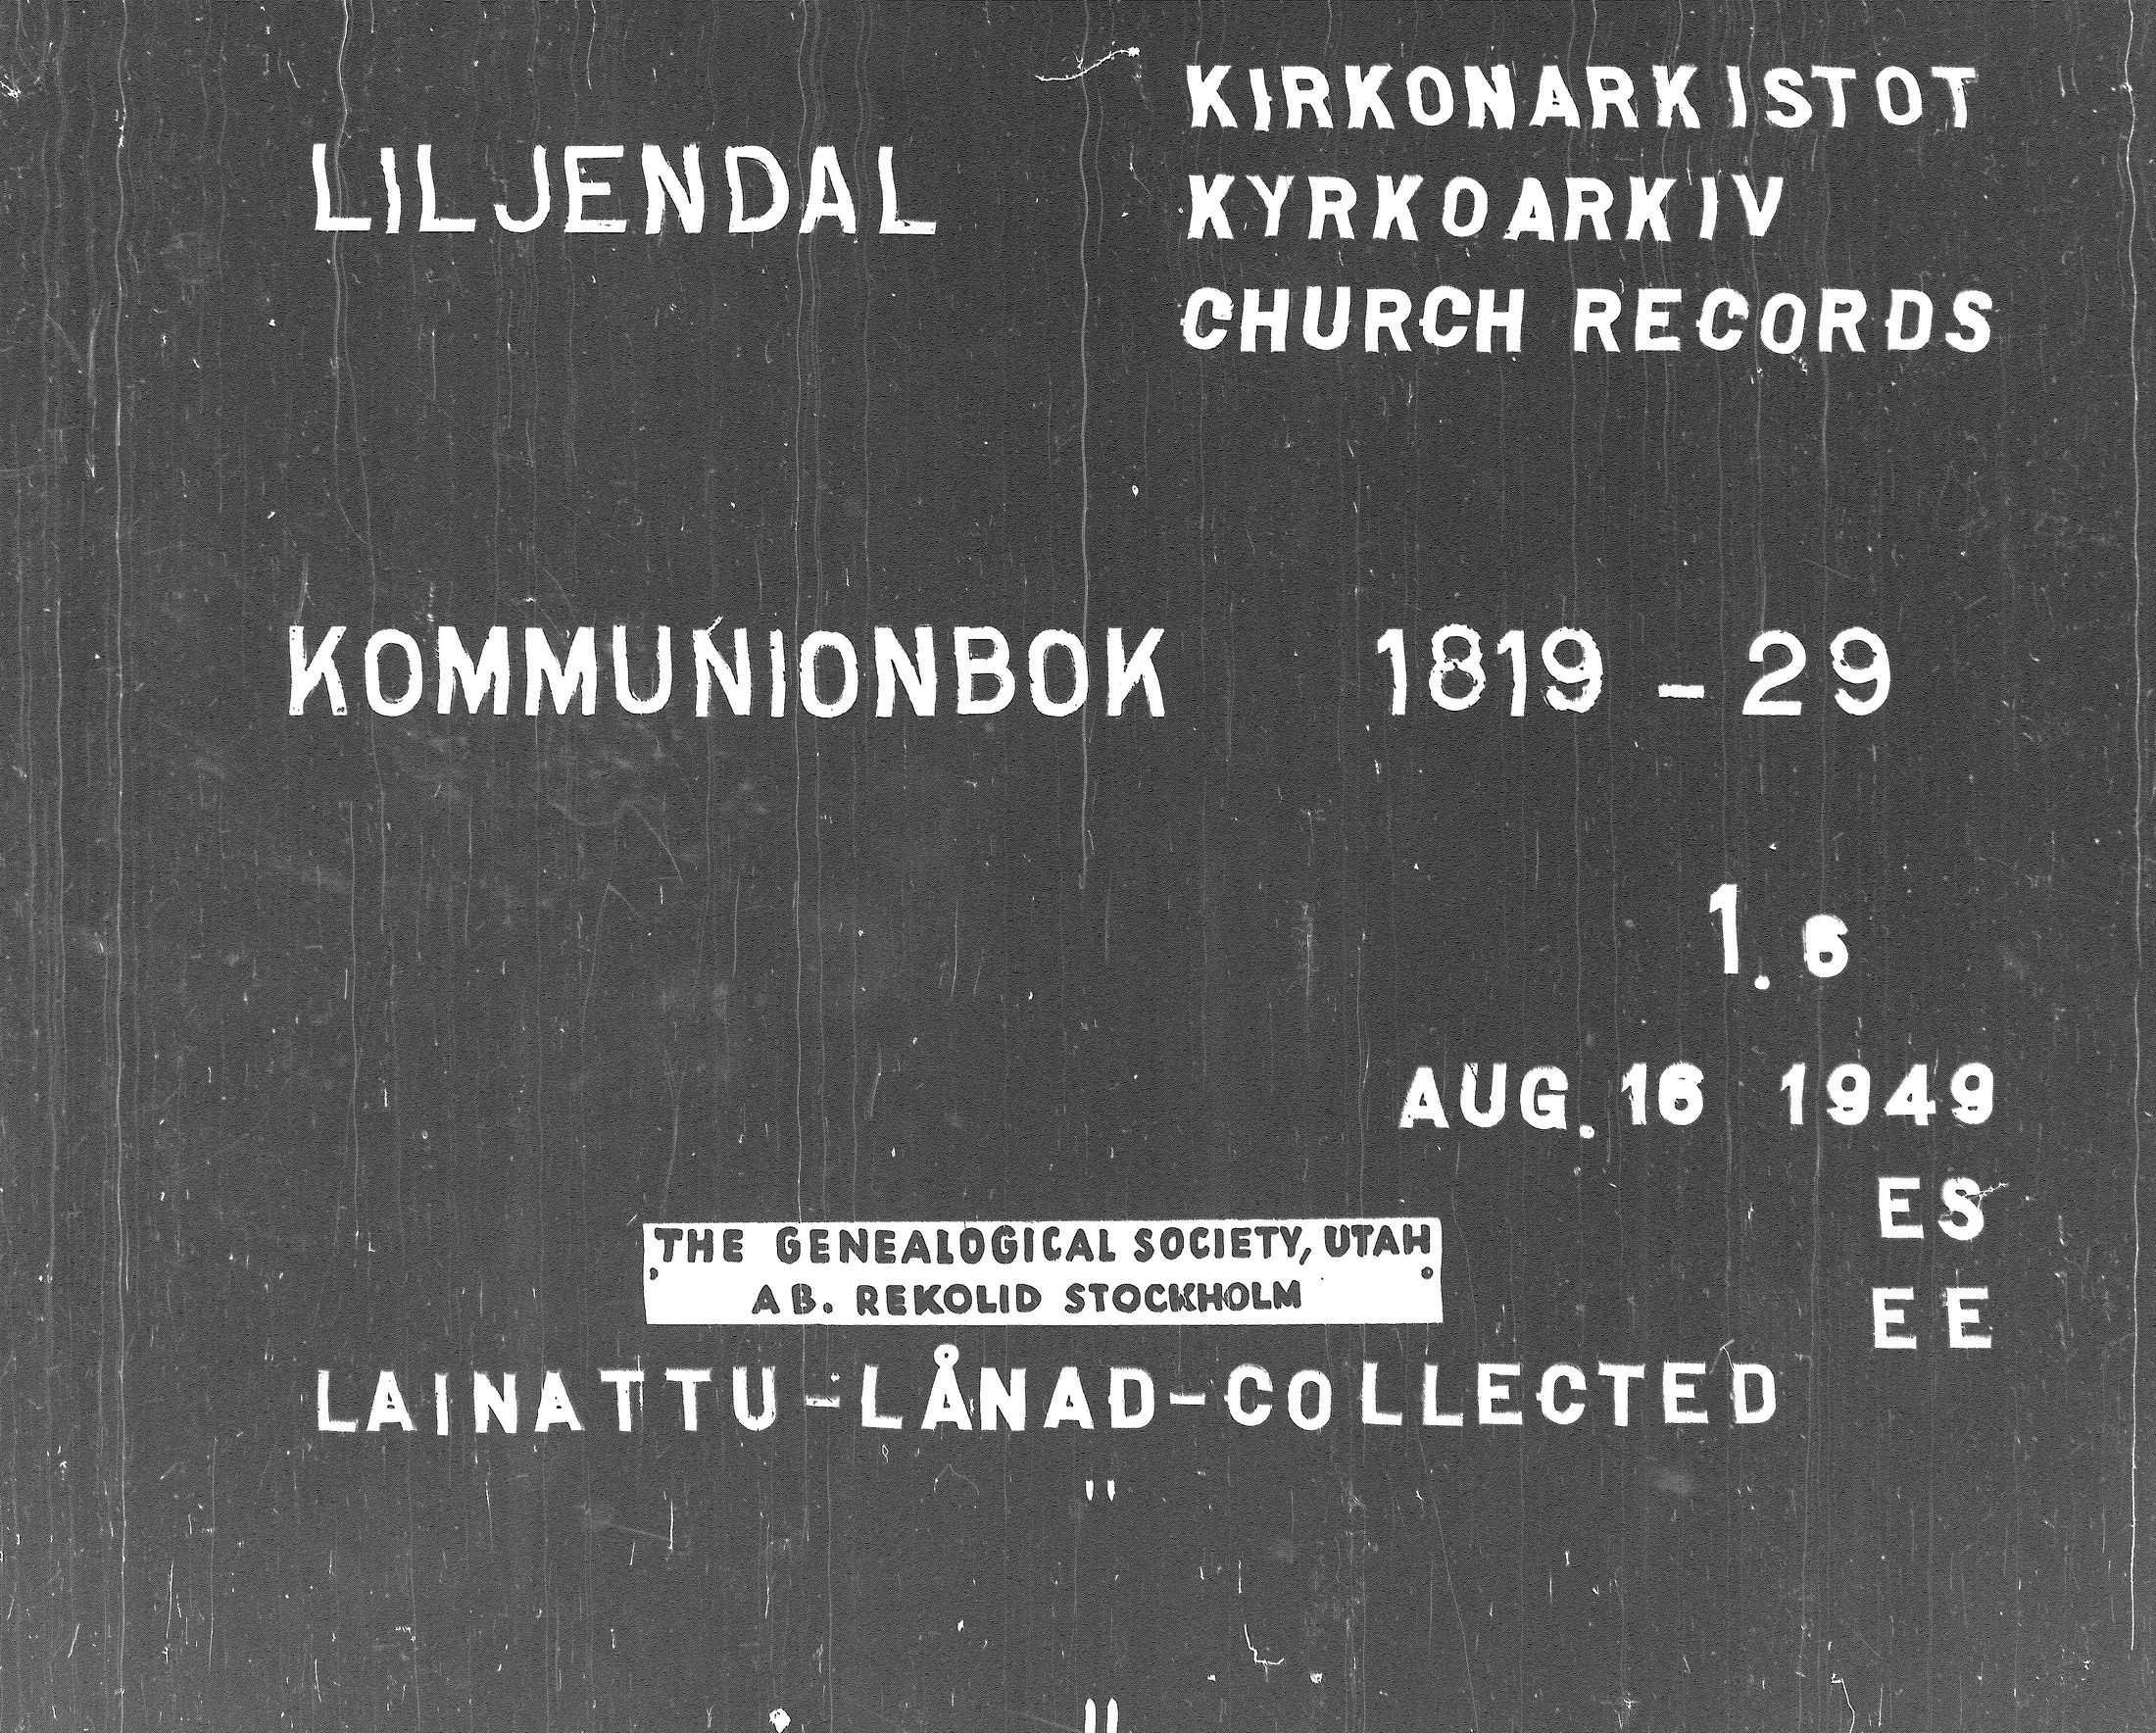 LILJENDAL
KIRKONARKISTOT
KYRKOARKIV
CHURCH RECORDS
KOMMUNIONBOK 1819 - 29
1. 6
AUG. 16 1949
ES
EE
THE GENEALOGICAL SOCIETY, UTAH
AB. REKOLID STOCKHOLM
LAINATTU-LÅNAD-COLLECTED
"